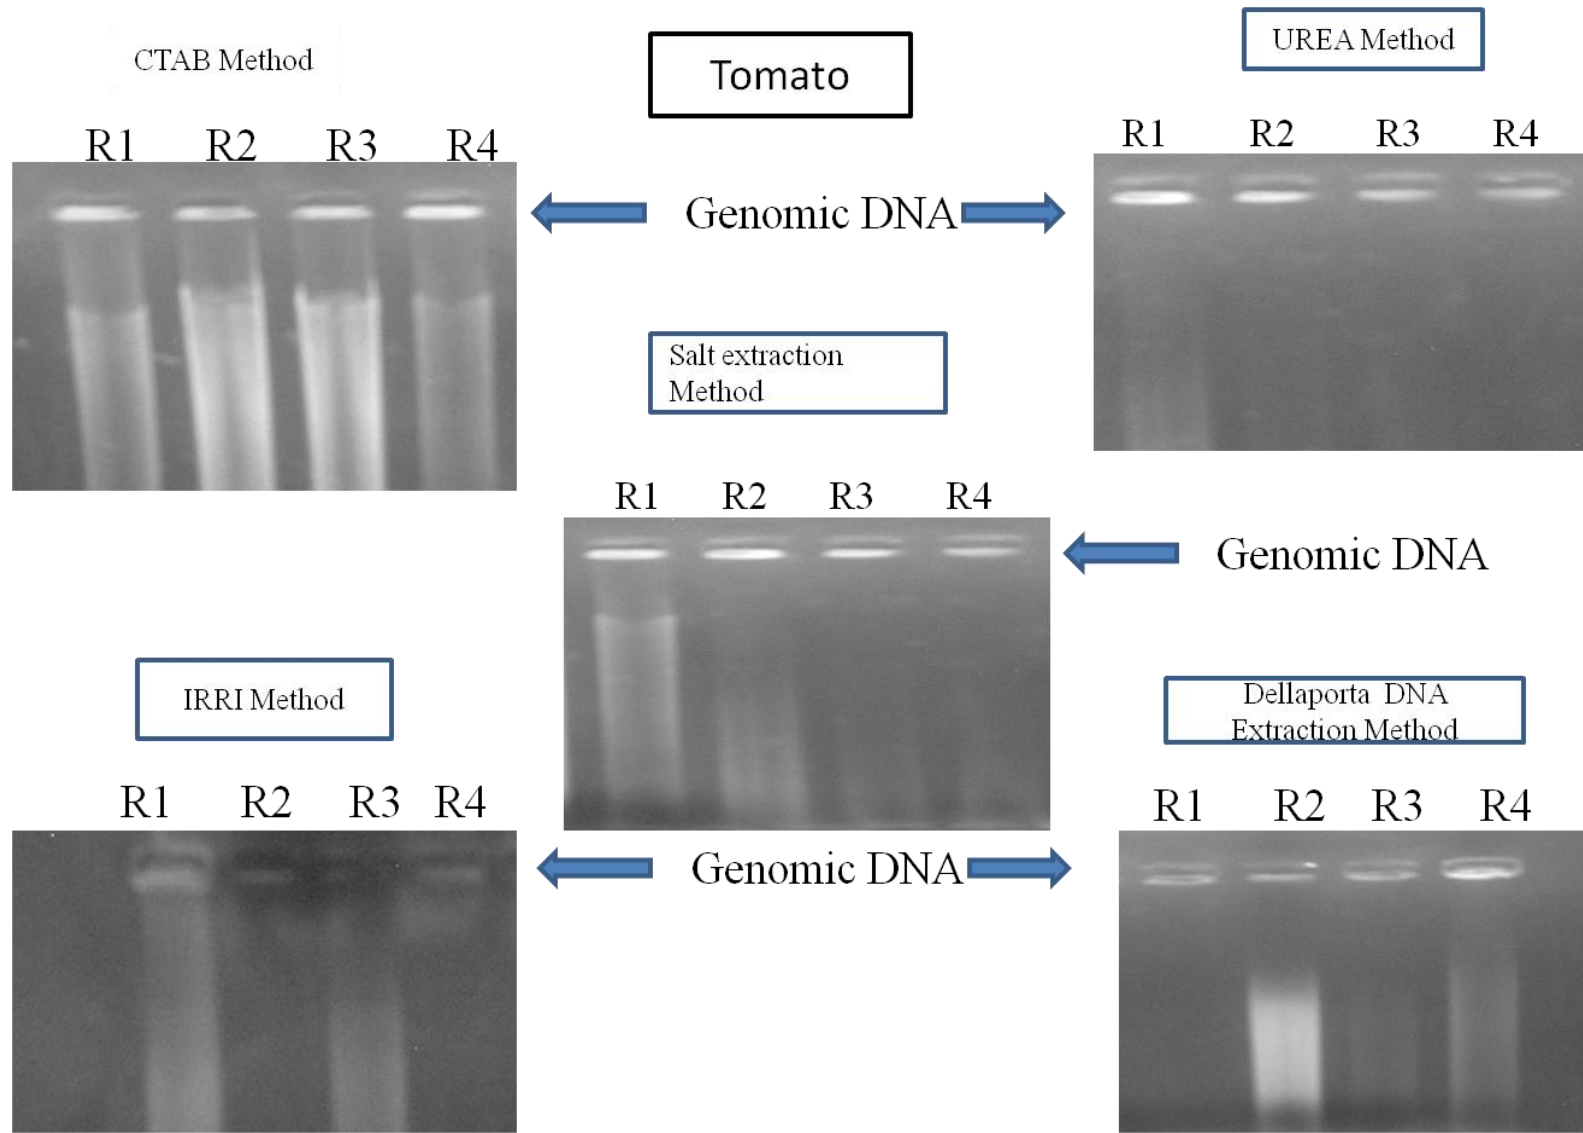 CTAB Method
Tomato
UREA Method
R1 R2 R3 R4
R1 R2 R3 R4
Genomic DNA
Salt extraction
Method
R1 R2 R3 R4
Genomic DNA
IRRI Method
Dellaporta DNA
Extraction Method
R1 R2 R3 R4
R1 R2 R3 R4
Genomic DNA